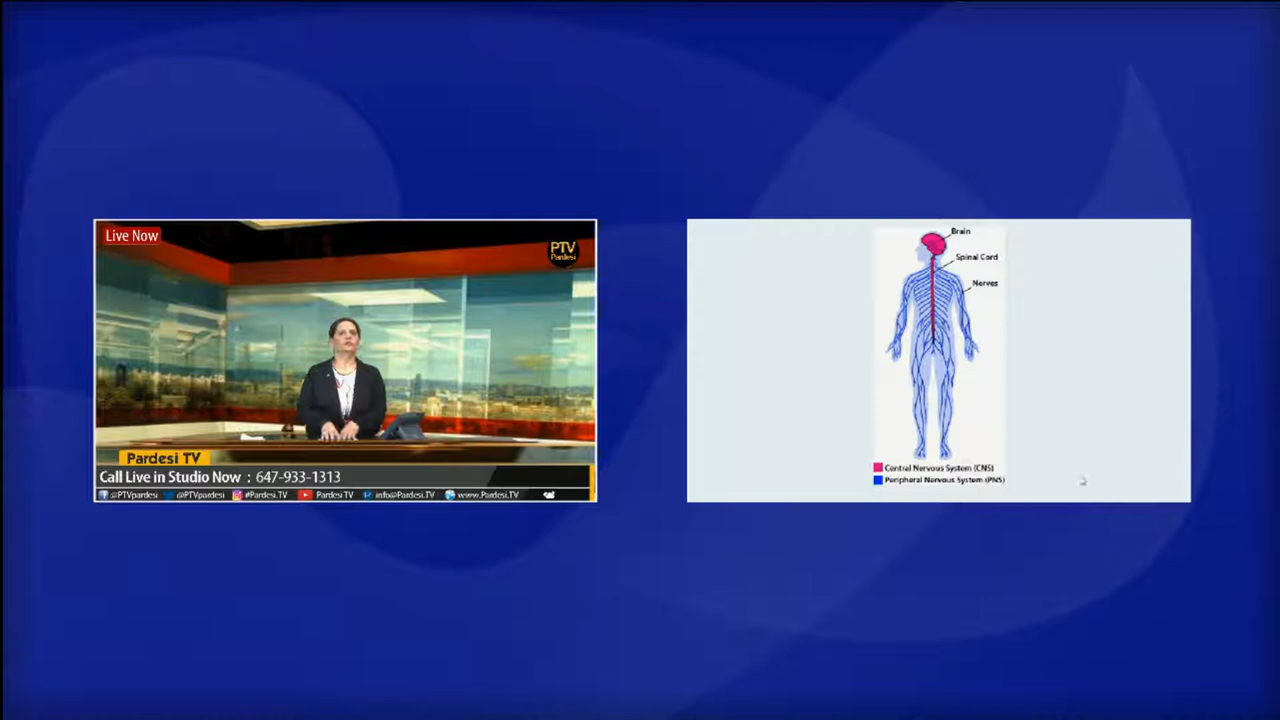 Live Now
PTV
Pardesi
Pardesi TV
Call Live in Studio Now : 647-933-1313
@PTVpardesi @PTVpardesi #Pardesi.TV Pardesi TV info@Pardesi.TV www.Pardesi.TV
Brain
Spinal Cord
Nerves
Central Nervous System (CNS)
Peripheral Nervous System (PNS)